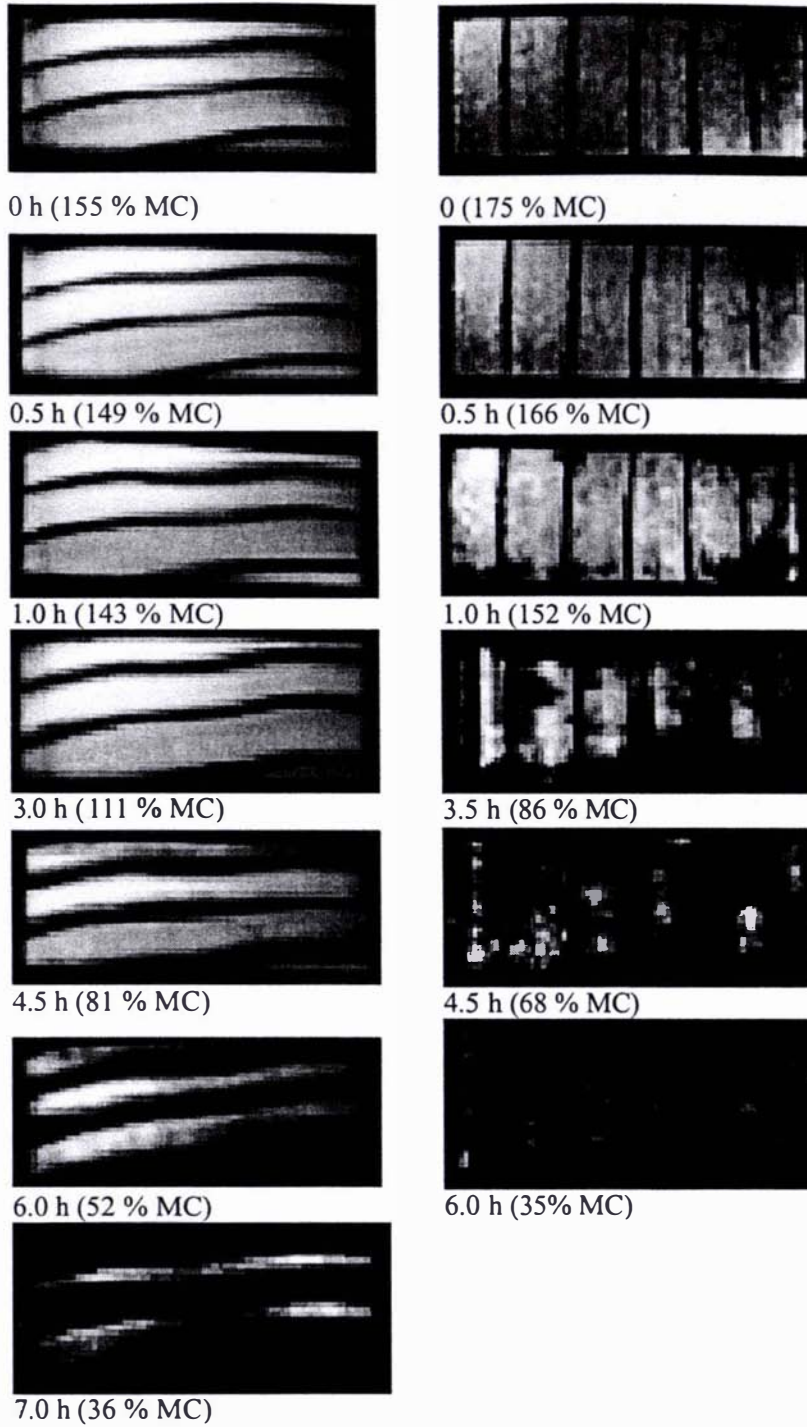 0 h (155 % MC)
0 (175 % MC)
0.5 h (149 % MC)
0.5 h (166 % MC)
1.0 h (143 % MC)
1.0 h (152 % MC)
3.0 h (111 % MC)
3.5 h (86 % MC)
4.5 h (81 % MC)
4.5 h (68 % MC)
6.0 h (52 % MC)
6.0 h (35% MC)
7.0 h (36 % MC)